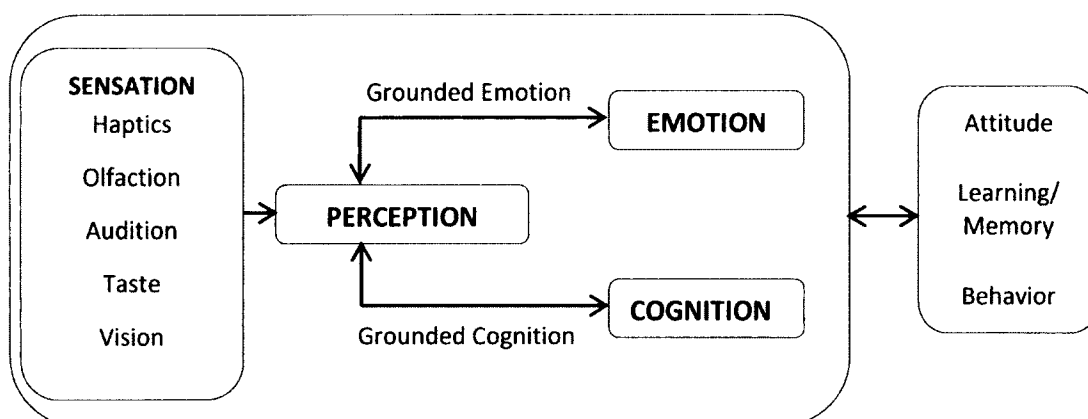 SENSATION
Haptics
Olfaction
Audition
Taste
Vision
PERCEPTION
Grounded Emotion
EMOTION
Grounded Cognition
COGNITION
Attitude
Learning/
Memory
Behavior